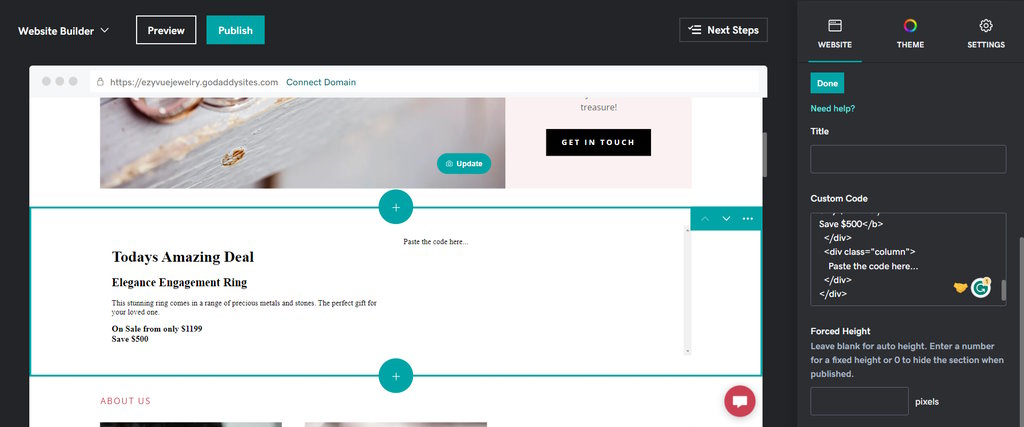 Website Builder
Preview
Publish
Next Steps
WEBSITE
THEME
SETTINGS
https://ezyvuejewelry.godaddysites.com Connect Domain
treasure!
GET IN TOUCH
Update
Todays Amazing Deal
Elegance Engagement Ring
This stunning ring comes in a range of precious metals and stones. The perfect gift for
your loved one.
On Sale from only $1199
Save $500
Paste the code here...
ABOUT US
Done
Need help?
Title
Custom Code
Save $500</b>
</div>
<div class="column">
Paste the code here...
</div>
</div>
Forced Height
Leave blank for auto height. Enter a number
for a fixed height or 0 to hide the section when
published.
pixels